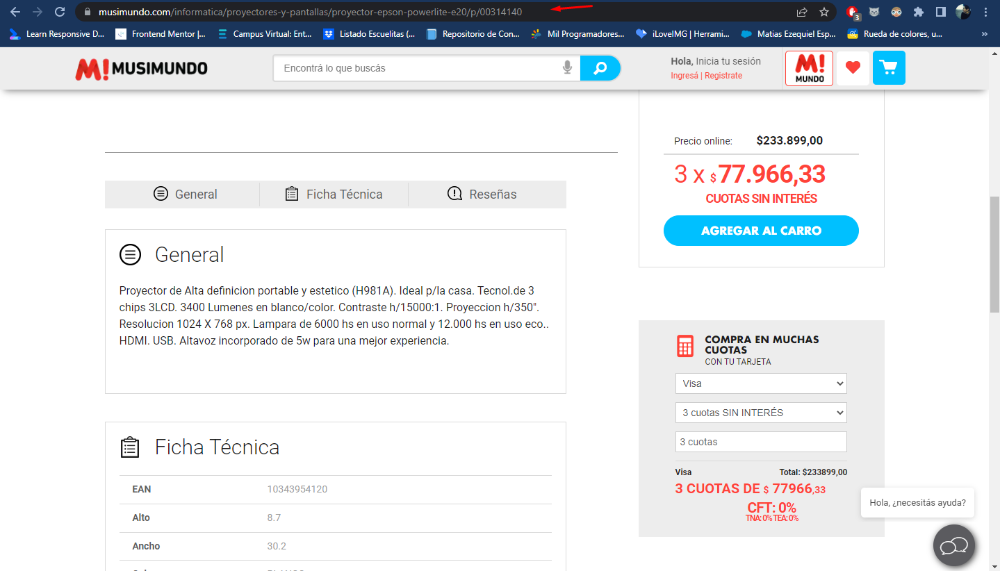 musimundo.com/informatica/proyectores-y-pantallas/proyector-epson-powerlite-e20/p/00314140
3
Learn Responsive D...
Frontend Mentor |...
Campus Virtual: Ent...
Listado Escuelitas (...
Repositorio de Con...
Mil Programadores...
iLoveIMG | Herrami...
Matias Ezequiel Esp...
Rueda de colores, u...
»
M! MUSIMUNDO
Encontrá lo que buscás
Hola, Inicia tu sesión
Ingresá | Registrate
M!
MUNDO
Precio online: $233.899,00
3 x $ 77.966,33
CUOTAS SIN INTERÉS
AGREGAR AL CARRO
General
Ficha Técnica
Reseñas
General
Proyector de Alta definicion portable y estetico (H981A). Ideal p/la casa. Tecnol.de 3
chips 3LCD. 3400 Lumenes en blanco/color. Contraste h/15000:1. Proyeccion h/350".
Resolucion 1024 X 768 px. Lampara de 6000 hs en uso normal y 12.000 hs en uso eco..
HDMI. USB. Altavoz incorporado de 5w para una mejor experiencia.
COMPRA EN MUCHAS
CUOTAS
CON TU TARJETA
Visa
3 cuotas SIN INTERÉS
3 cuotas
Visa Total: $233899,00
3 CUOTAS DE $ 77966,33
CFT: 0%
TNA: 0% TEA: 0%
Ficha Técnica
EAN 10343954120
Alto 8.7
Ancho 30.2
Hola, ¿necesitás ayuda?